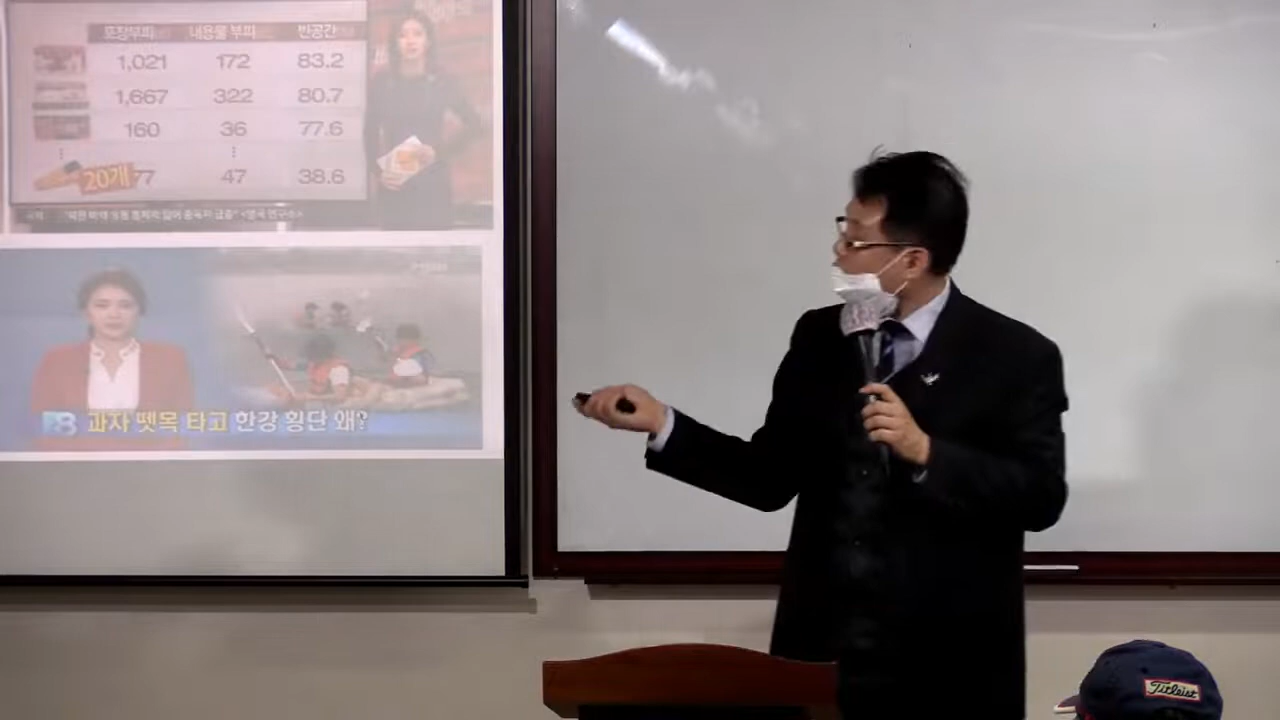 포장부피 내용물 부피 빈공간
1,021 172 83.2
1,667 322 80.7
160 36 77.6
20개 77 47 38.6
과자 뗏목 타고 한강 횡단 왜?
Titleist